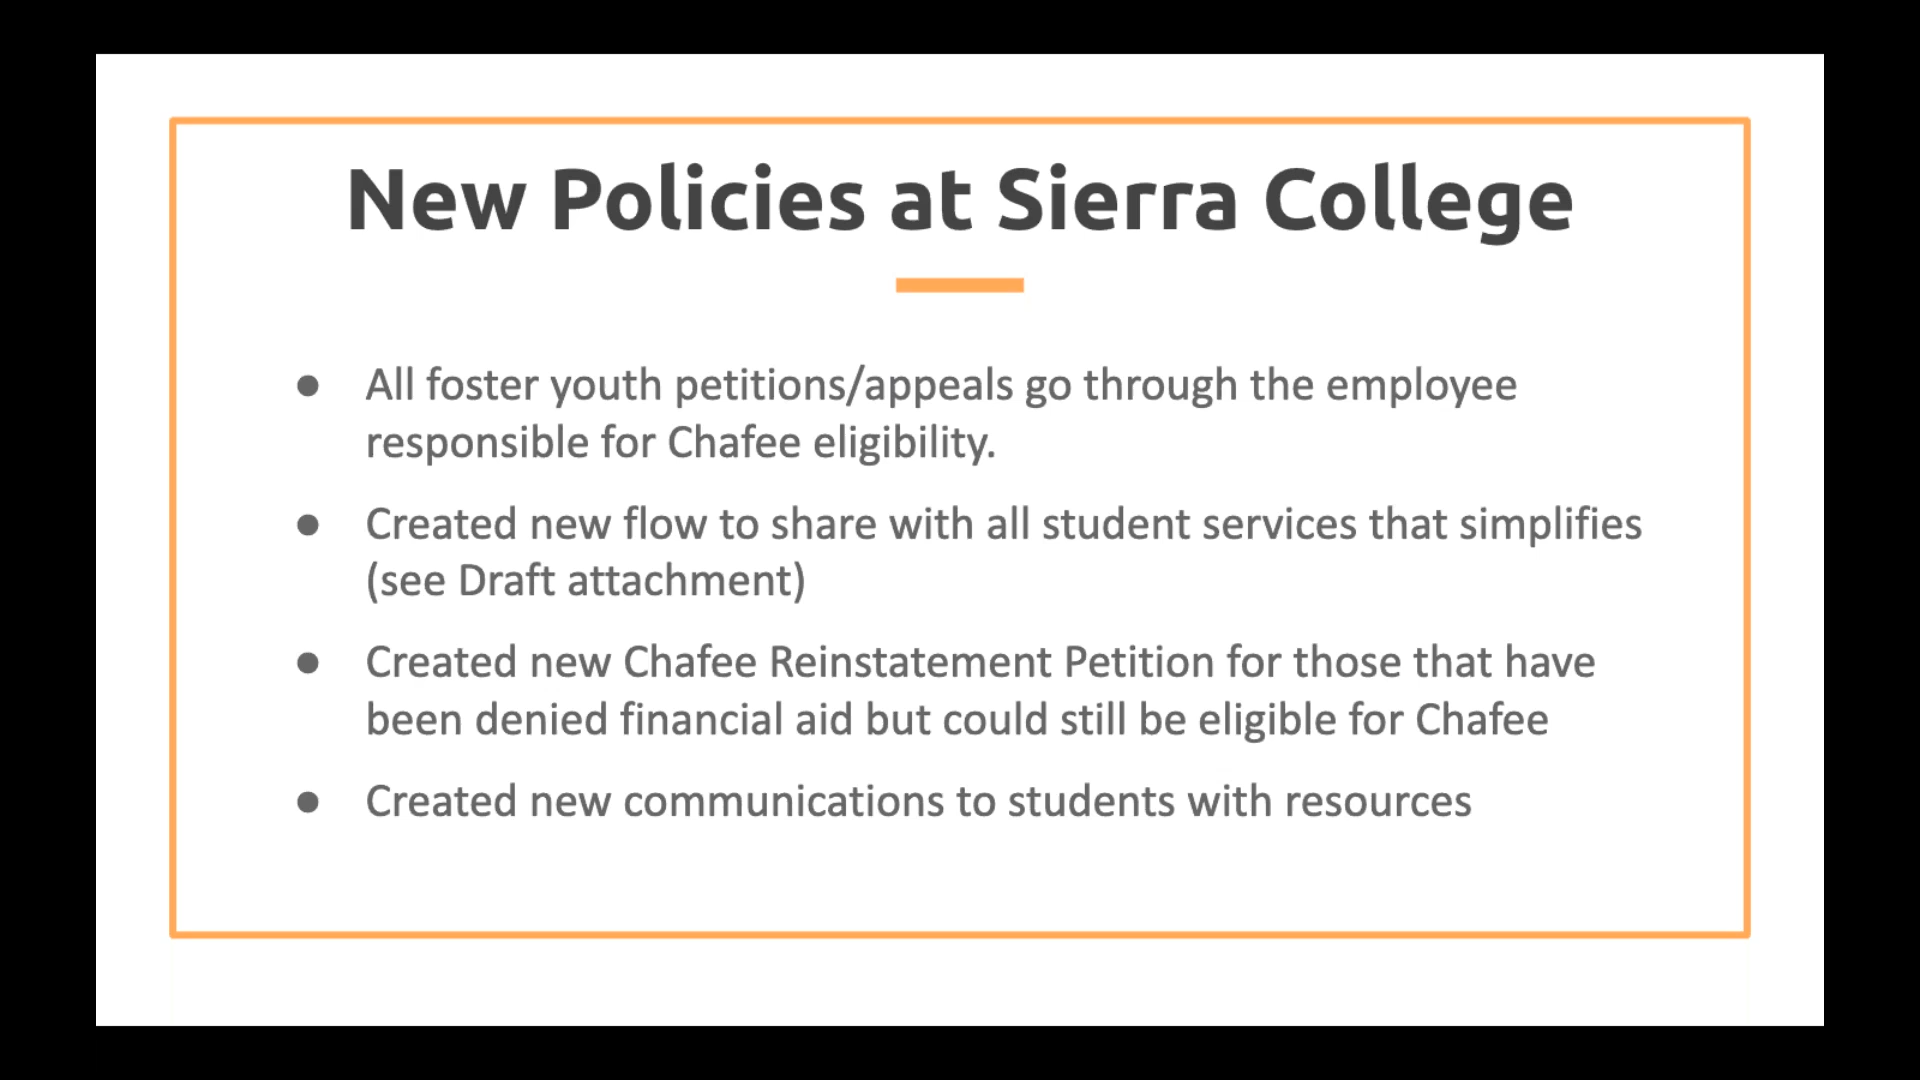 New Policies at Sierra College
● All foster youth petitions/appeals go through the employee
responsible for Chafee eligibility.
● Created new flow to share with all student services that simplifies
(see Draft attachment)
● Created new Chafee Reinstatement Petition for those that have
been denied financial aid but could still be eligible for Chafee
● Created new communications to students with resources